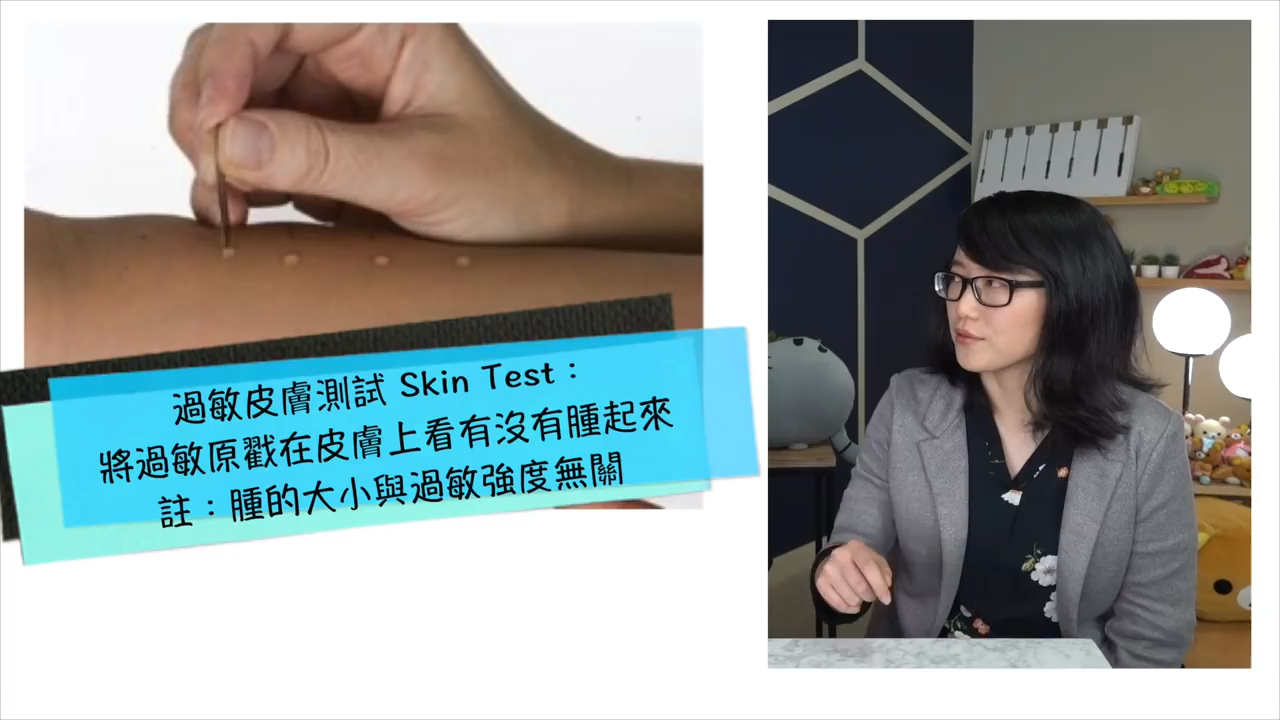 過敏皮膚測試 Skin Test：
將過敏原戳在皮膚上看有沒有腫起來
註：腫的大小與過敏強度無關